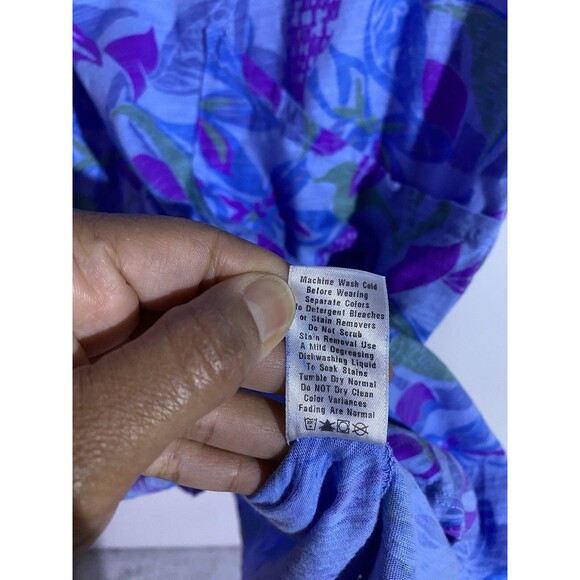 Machine Wash Cold
Before Wearing
Separate Colors
No Detergent Bleaches
or Stain Removers
Do Not Scrub
Stain Removal Use
A Mild Degreasing
Dishwashing Liquid
To Soak Stains
Tumble Dry Normal
Do NOT Dry Clean
Color Variances
Fading Are Normal